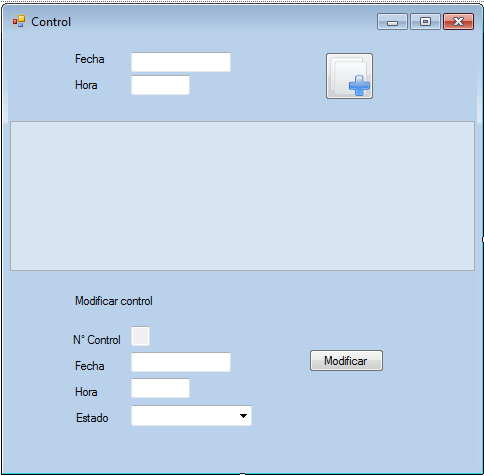 Control
Fecha
Hora
Modificar control
N° Control
Fecha
Modificar
Hora
Estado